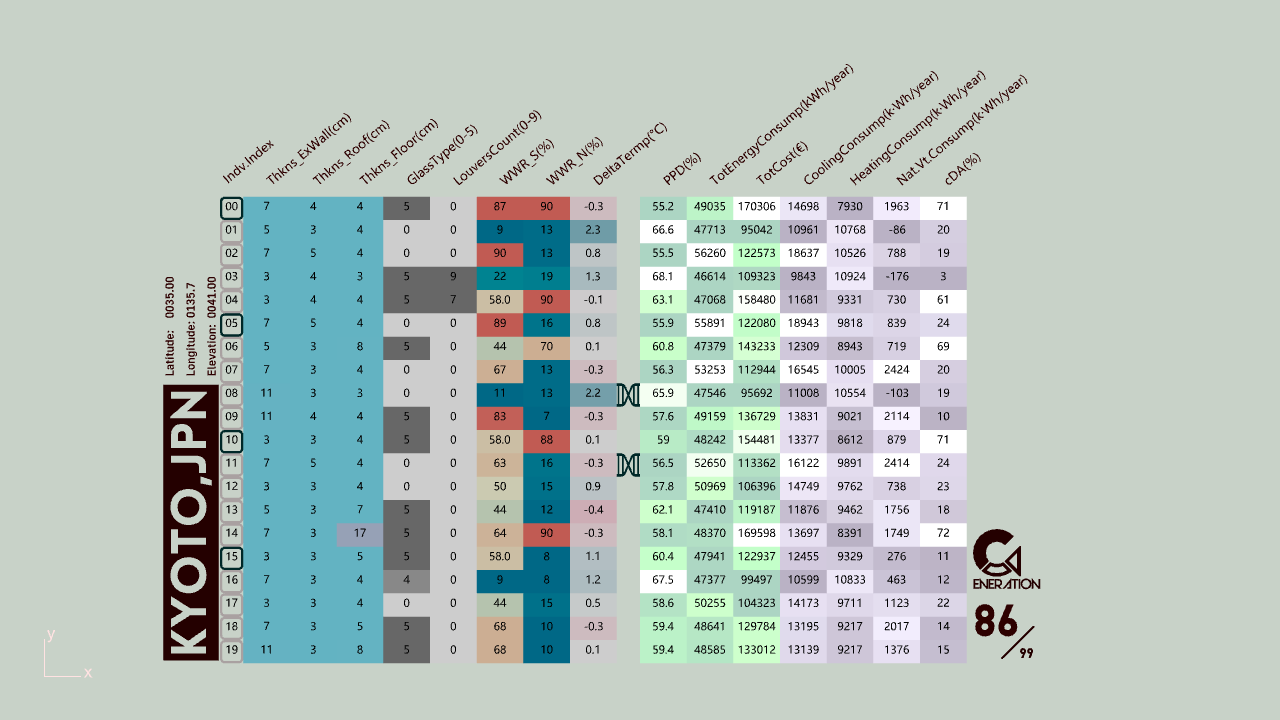 Indv.Index Thkns_ExWall(cm) Thkns_Roof(cm) Thkns_Floor(cm) GlassType(0-5) LouversCount(0-9) WWR_S(%) WWR_N(%) DeltaTermp(°C) PPD(%) TotEnergyConsump(kWh/year) TotCost(€) CoolingConsump(k·Wh/year) HeatingConsump(k·Wh/year) Nat.Vt.Consump(k·Wh/year) cDA(%)
00 7 4 4 5 0 87 90 -0.3 55.2 49035 170306 14698 7930 1963 71
01 5 3 4 0 0 9 13 2.3 66.6 47713 95042 10961 10768 -86 20
02 7 5 4 0 0 90 13 0.8 55.5 56260 122573 18637 10526 788 19
03 3 4 3 5 9 22 19 1.3 68.1 46614 109323 9843 10924 -176 3
04 3 4 4 5 7 58.0 90 -0.1 63.1 47068 158480 11681 9331 730 61
05 7 5 4 0 0 89 16 0.8 55.9 55891 122080 18943 9818 839 24
06 5 3 8 5 0 44 70 0.1 60.8 47379 143233 12309 8943 719 69
07 7 3 4 0 0 67 13 -0.3 56.3 53253 112944 16545 10005 2424 20
08 11 3 3 0 0 11 13 2.2 65.9 47546 95692 11008 10554 -103 19
09 11 4 4 5 0 83 7 -0.3 57.6 49159 136729 13831 9021 2114 10
10 3 3 4 5 0 58.0 88 0.1 59 48242 154481 13377 8612 879 71
11 7 5 4 0 0 63 16 -0.3 56.5 52650 113362 16122 9891 2414 24
12 3 3 4 0 0 50 15 0.9 57.8 50969 106396 14749 9762 738 23
13 5 3 7 5 0 44 12 -0.4 62.1 47410 119187 11876 9462 1756 18
14 7 3 17 5 0 64 90 -0.3 58.1 48370 169598 13697 8391 1749 72
15 3 3 5 5 0 58.0 8 1.1 60.4 47941 122937 12455 9329 276 11
16 7 3 4 4 0 9 8 1.2 67.5 47377 99497 10599 10833 463 12
17 3 3 4 0 0 44 15 0.5 58.6 50255 104323 14173 9711 1123 22
18 7 3 5 5 0 68 10 -0.3 59.4 48641 129784 13195 9217 2017 14
19 11 3 8 5 0 68 10 0.1 59.4 48585 133012 13139 9217 1376 15
Latitude: 0035.00
Longitude: 0135.7
Elevation: 0041.00
KYOTO,JPN
GENERATION
86/99
y
x